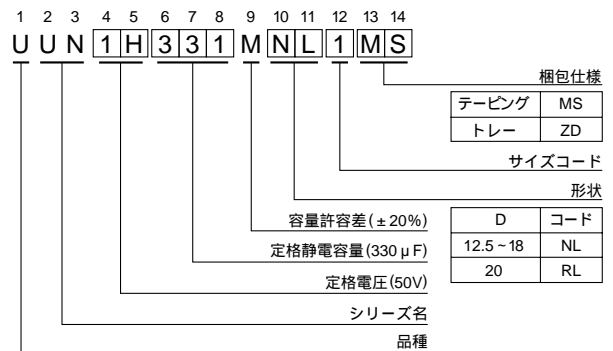 1 2 3 4 5 6 7 8 9 10 11 12 13 14
U U N 1 H 3 3 1 M N L 1 M S
梱包仕様
テーピング MS
トレー ZD
サイズコード
形状
D コード
12.5~18 NL
20 RL
容量許容差(±20%)
定格静電容量(330μF)
定格電圧(50V)
シリーズ名
品種